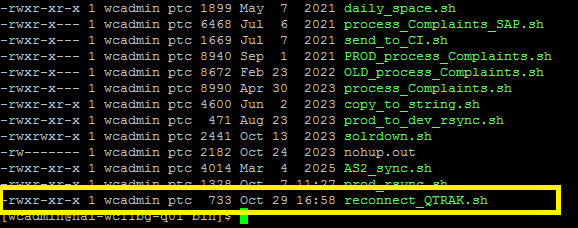 -rwxr-xr-x 1 wcadmin ptc 1899 May  7  2021 daily_space.sh
-rwxr-x--- 1 wcadmin ptc 6468 Jul  6  2021 process_Complaints_SAP.sh
-rwxr-x--- 1 wcadmin ptc 1669 Jul  7  2021 send_to_CI.sh
-rwxr-x--- 1 wcadmin ptc 8940 Sep  1  2021 PROD_process_Complaints.sh
-rwxr-x--- 1 wcadmin ptc 8672 Feb 23  2022 OLD_process_Complaints.sh
-rwxr-x--- 1 wcadmin ptc 8990 Apr 30  2023 process_Complaints.sh
-rwxr-xr-x 1 wcadmin ptc 4600 Jun  2  2023 copy_to_string.sh
-rwxr-xr-x 1 wcadmin ptc  471 Aug 23  2023 prod_to_dev_rsync.sh
-rwxrwxr-x 1 wcadmin ptc 2441 Oct 13  2023 solrdown.sh
-rw------- 1 wcadmin ptc 2182 Oct 24  2023 nohup.out
-rwxr-xr-x 1 wcadmin ptc 4014 Mar  4  2025 AS2_sync.sh
-rwxr-xr-x 1 wcadmin ptc 1328 Oct  7 11:27 prod_rsync.sh
-rwxr-xr-x 1 wcadmin ptc  733 Oct 29 16:58 reconnect_QTRAK.sh
bin]$